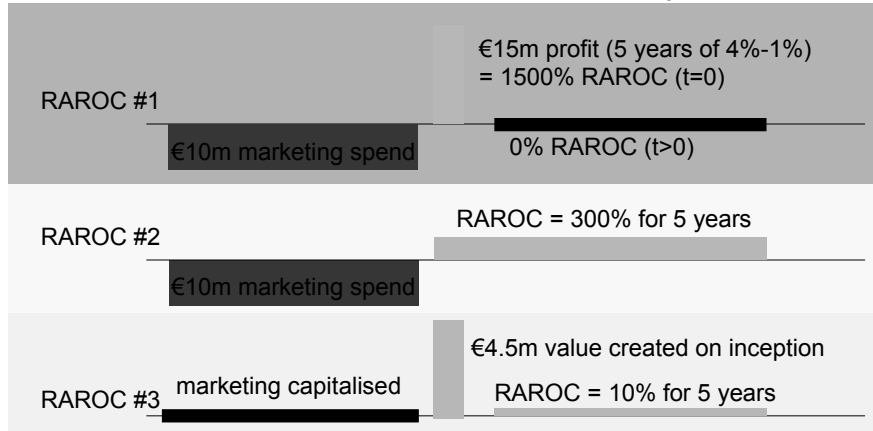 €15m profit (5 years of 4%-1%)
= 1500% RAROC (t=0)
RAROC #1
€10m marketing spend
0% RAROC (t>0)
RAROC = 300% for 5 years
RAROC #2
€10m marketing spend
€4.5m value created on inception
marketing capitalised
RAROC = 10% for 5 years
RAROC #3